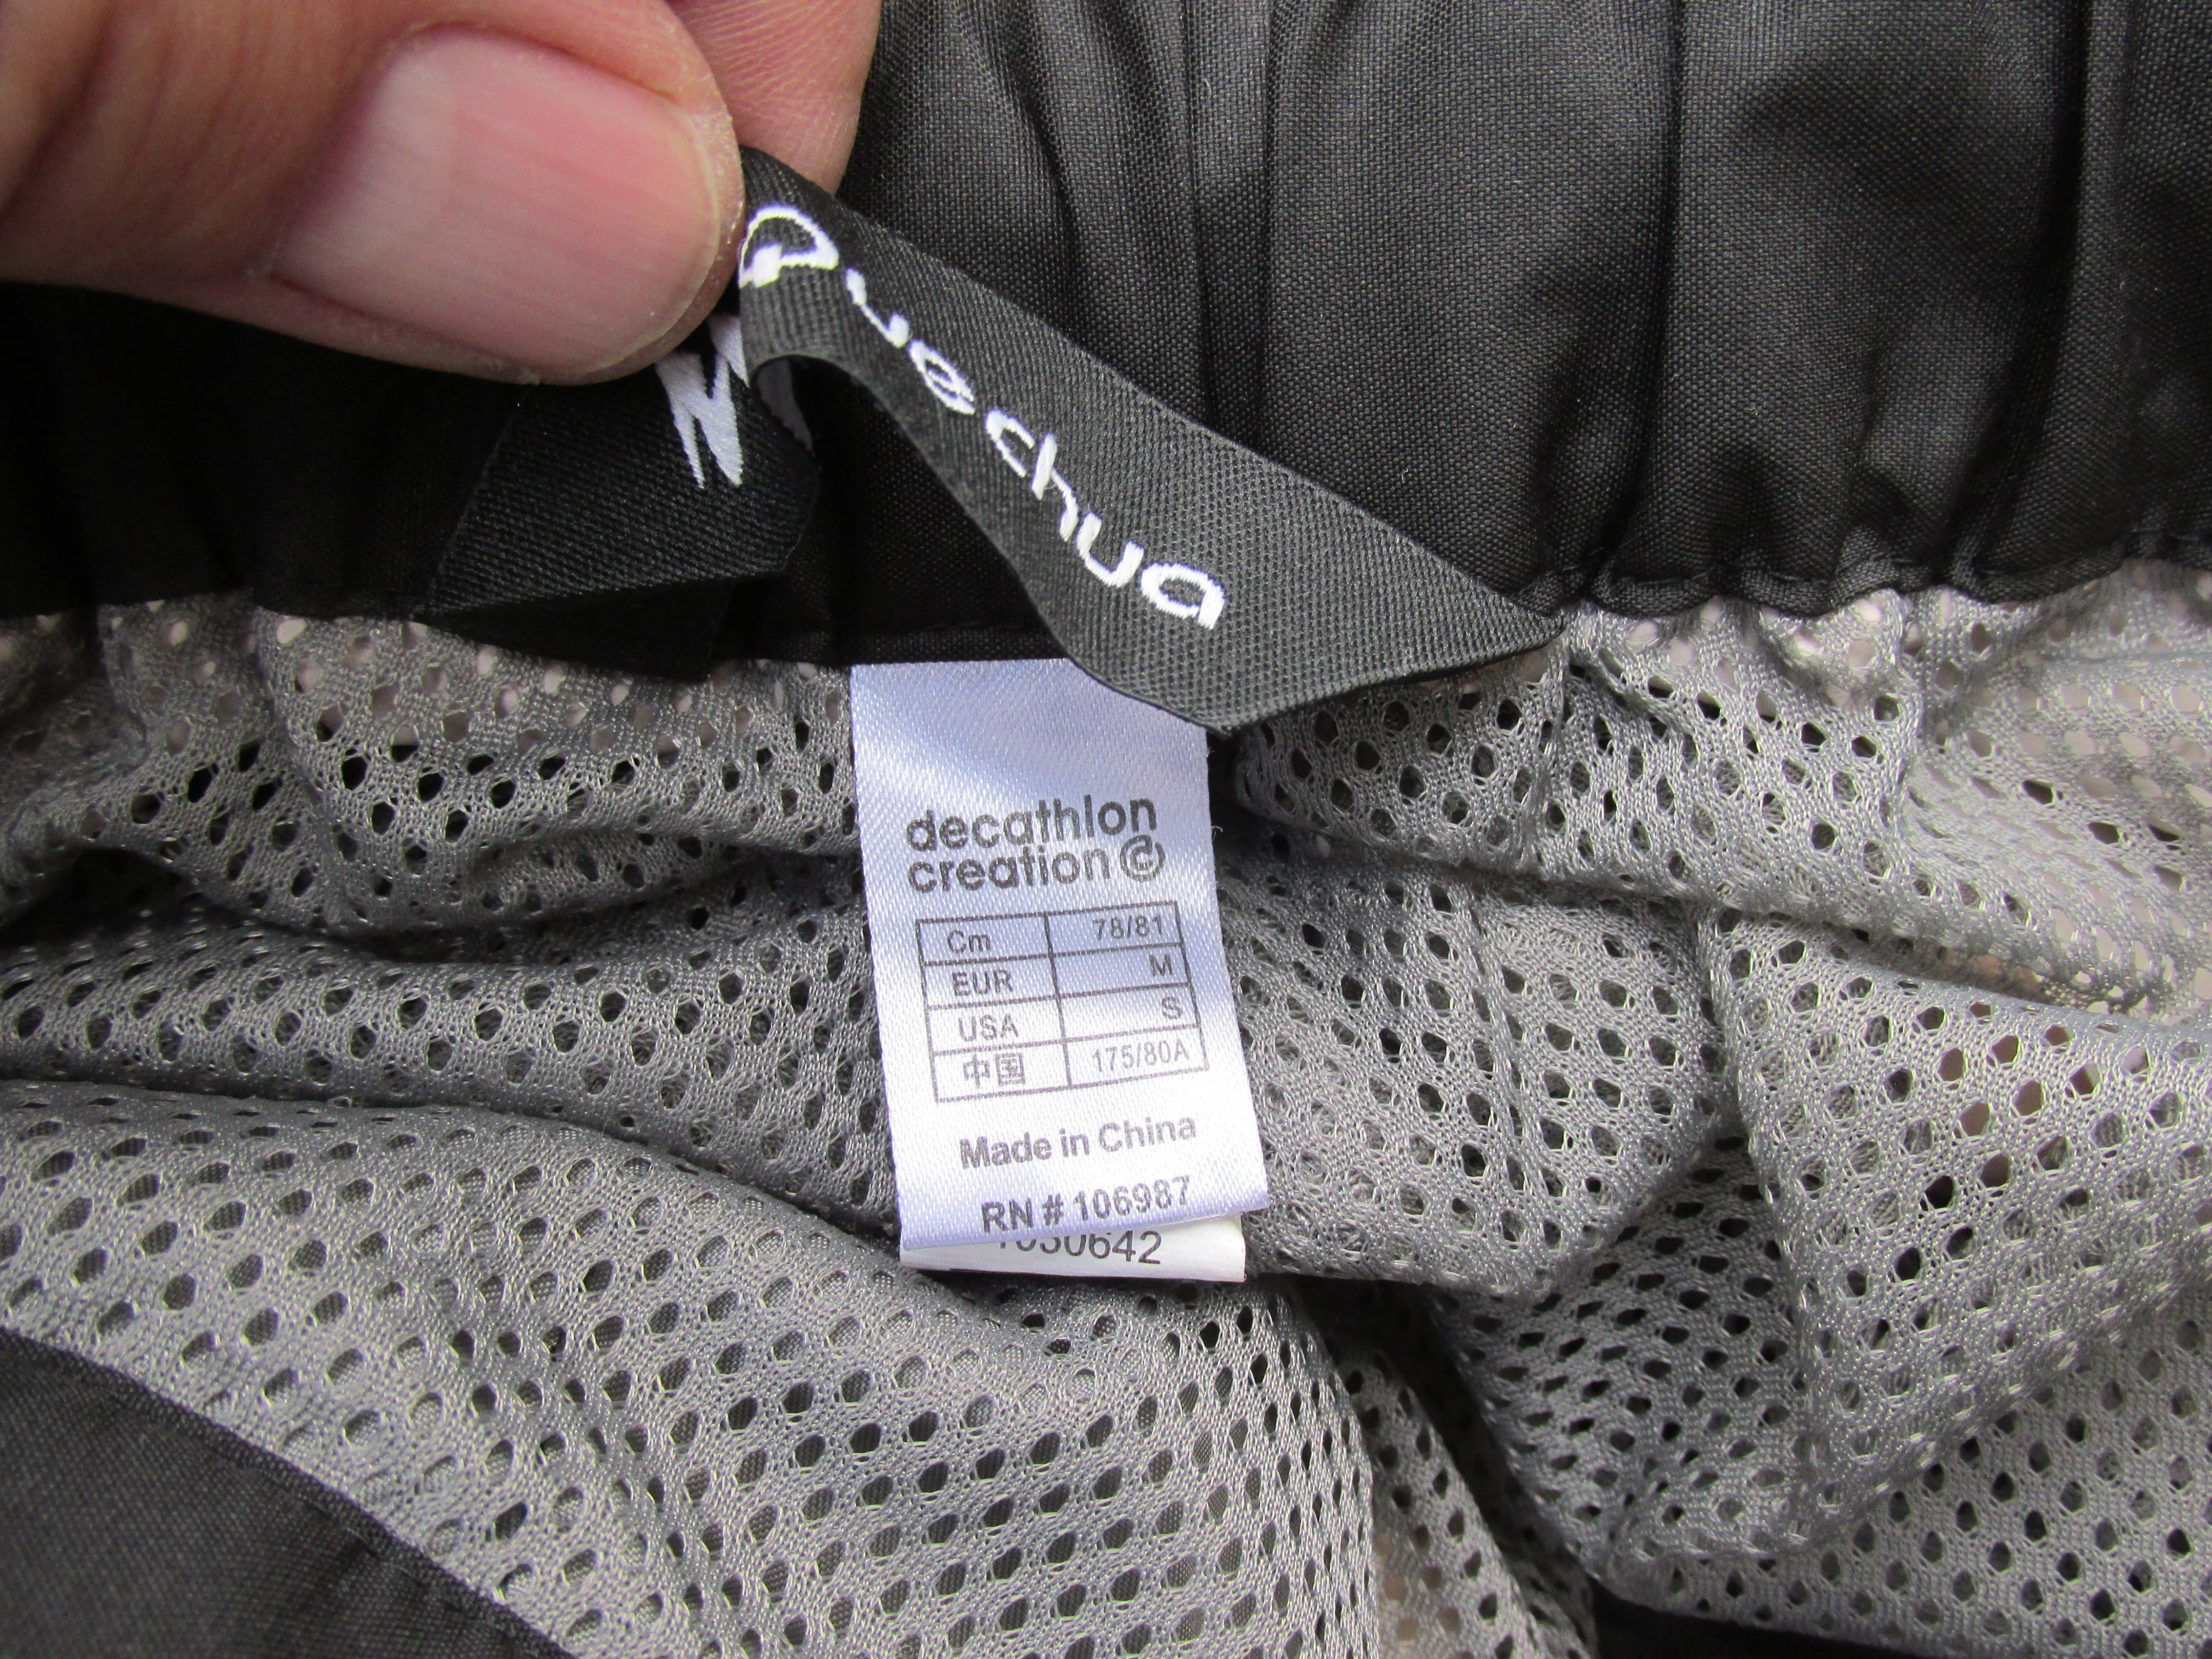 Quechua
decathlon
creation ©
Cm 78/81
EUR M
USA S
中国 175/80A
Made in China
RN # 106987